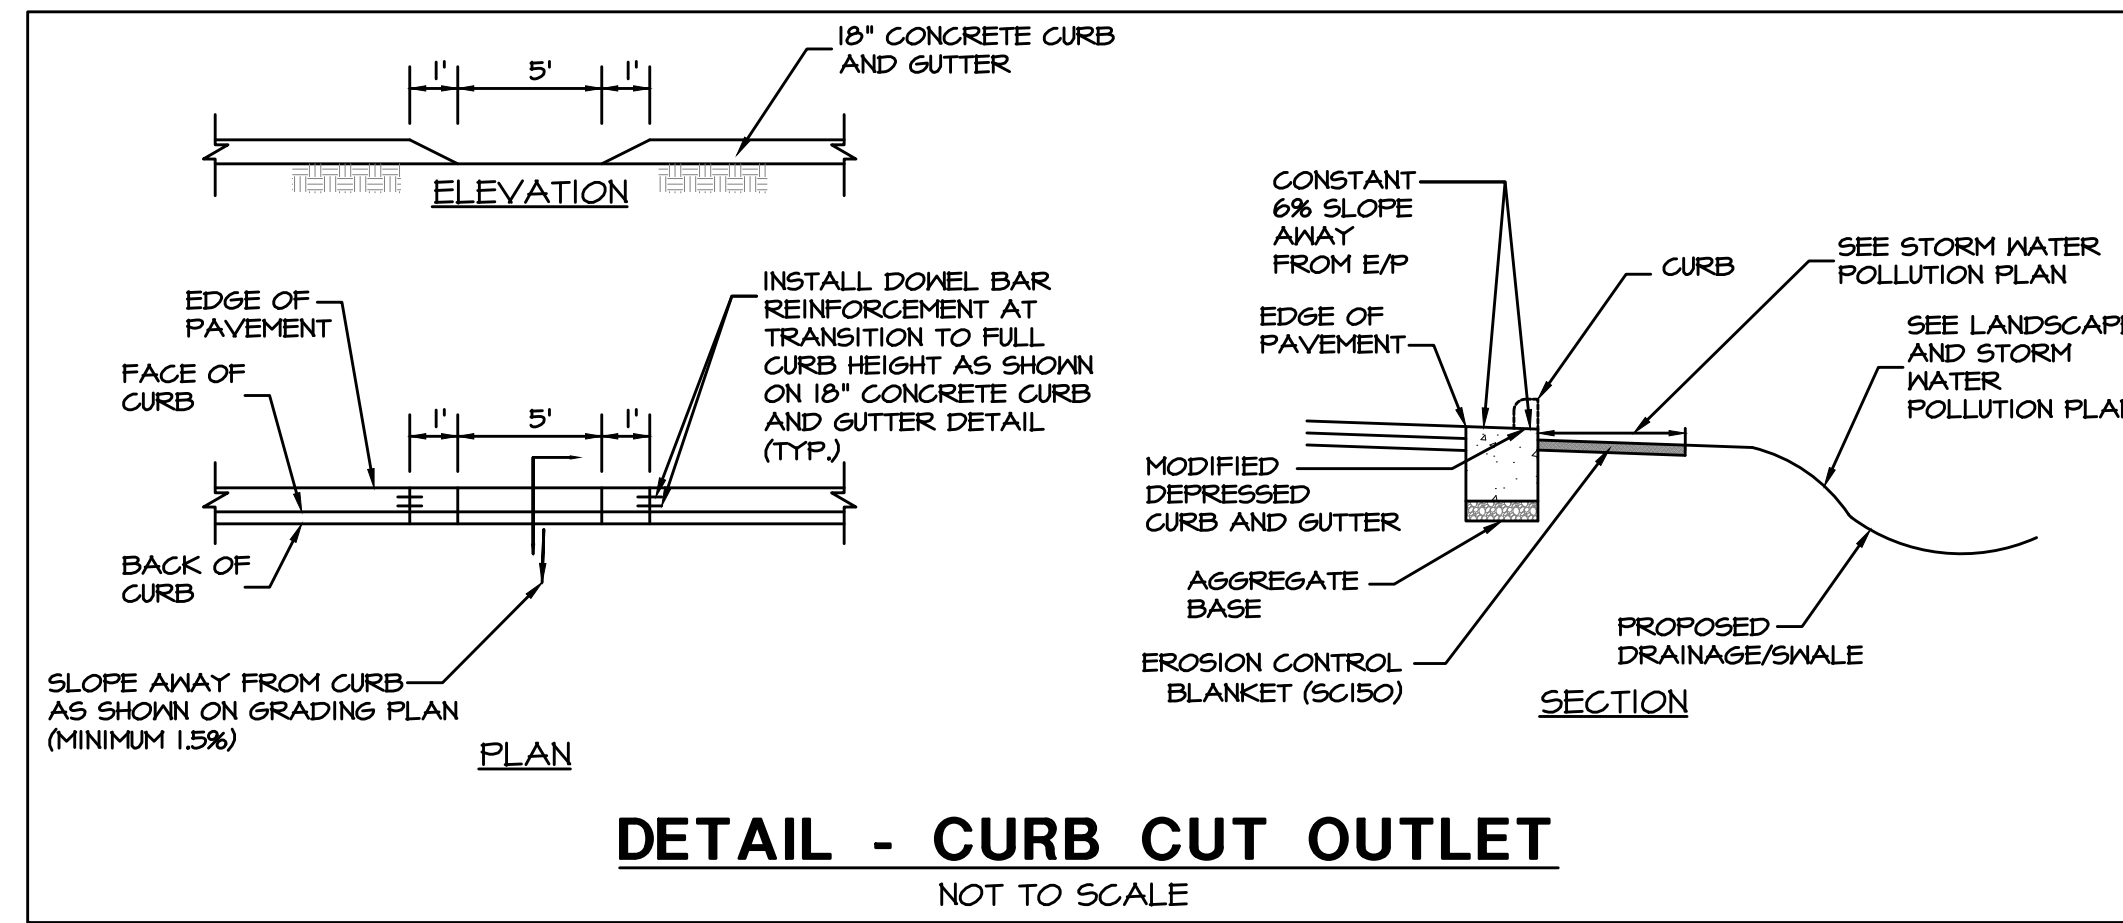 1' 5' 1'
18" CONCRETE CURB
AND GUTTER
ELEVATION
EDGE OF
PAVEMENT
FACE OF
CURB
BACK OF
CURB
1' 5' 1'
INSTALL DOWEL BAR
REINFORCEMENT AT
TRANSITION TO FULL
CURB HEIGHT AS SHOWN
ON 18" CONCRETE CURB
AND GUTTER DETAIL
(TYP.)
SLOPE AWAY FROM CURB
AS SHOWN ON GRADING PLAN
(MINIMUM 1.5%)
PLAN
CONSTANT
6% SLOPE
AWAY
FROM E/P
EDGE OF
PAVEMENT
CURB
SEE STORM WATER
POLLUTION PLAN
SEE LANDSCAPE
AND STORM
WATER
POLLUTION PLAN
MODIFIED
DEPRESSED
CURB AND GUTTER
AGGREGATE
BASE
EROSION CONTROL
BLANKET (SC150)
PROPOSED
DRAINAGE/SWALE
SECTION
DETAIL - CURB CUT OUTLET
NOT TO SCALE